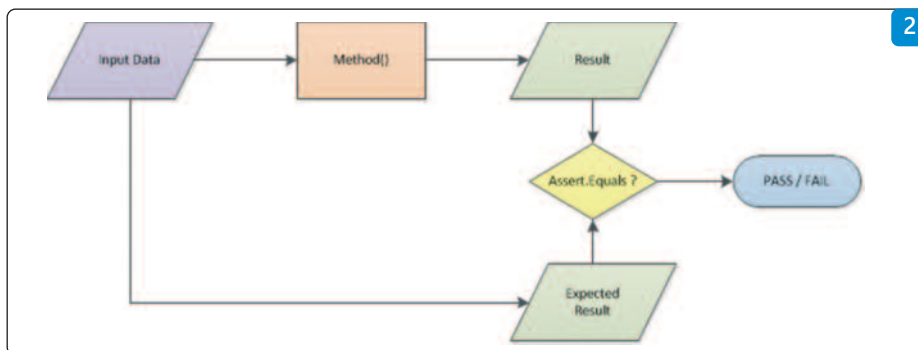 2
Input Data
Method()
Result
Assert.Equals ?
PASS / FAIL
Expected
Result